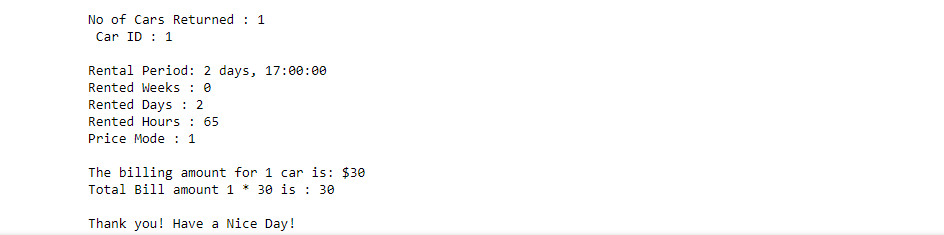 No of Cars Returned : 1
Car ID : 1
Rental Period: 2 days, 17:00:00
Rented Weeks : 0
Rented Days : 2
Rented Hours : 65
Price Mode : 1
The billing amount for 1 car is: $30
Total Bill amount 1 * 30 is : 30
Thank you! Have a Nice Day!